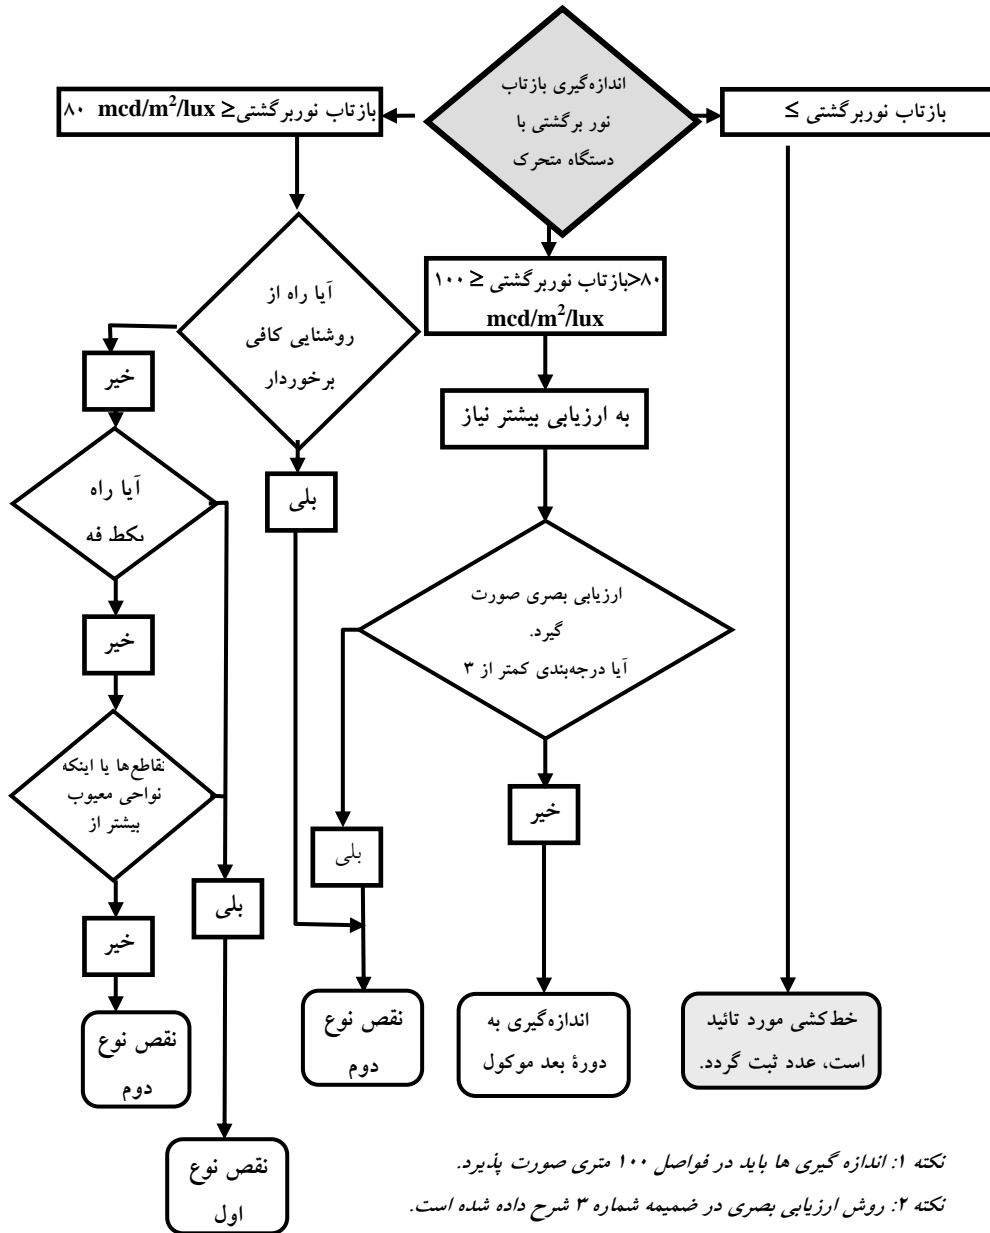 اندازه‌گیری بازتاب
نور برگشتی با
دستگاه متحرک
بازتاب نوربرگشتی ≥
بازتاب نوربرگشتی≤ ۸۰ mcd/m²/lux
۸۰<بازتاب نوربرگشتی ≤ ۱۰۰
mcd/m²/lux
آیا راه از
روشنایی کافی
برخوردار
به ارزیابی بیشتر نیاز
خیر
بلی
آیا راه
یکطرفه
ارزیابی بصری صورت
گیرد.
آیا درجه‌بندی کمتر از ۳
خیر
تقاطع‌ها یا اینکه
نواحی معیوب
بیشتر از
خیر
بلی
بلی
خیر
نقص نوع
دوم
نقص نوع
دوم
اندازه‌گیری به
دورۀ بعد موکول
خط‌کشی مورد تائید
است، عدد ثبت گردد.
نقص نوع
اول
نکته ۱: اندازه گیری ها باید در فواصل ۱۰۰ متری صورت پذیرد.
نکته ۲: روش ارزیابی بصری در ضمیمه شماره ۳ شرح داده شده است.